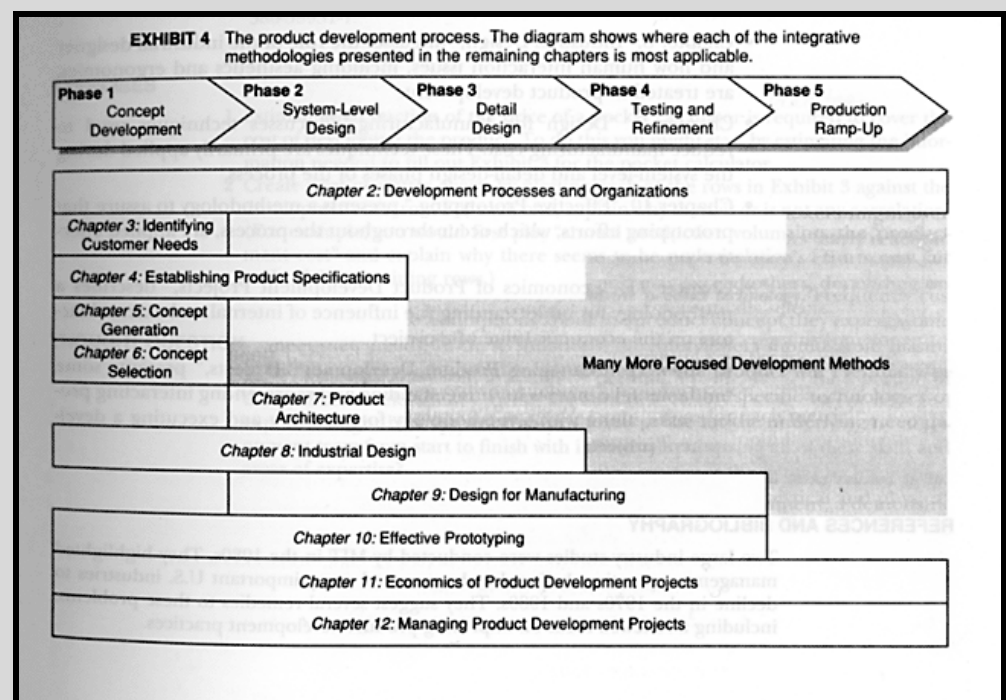 EXHIBIT 4 The product development process. The diagram shows where each of the integrative
methodologies presented in the remaining chapters is most applicable.
Phase 1
Concept
Development
Phase 2
System-Level
Design
Phase 3
Detail
Design
Phase 4
Testing and
Refinement
Phase 5
Production
Ramp-Up
Chapter 2: Development Processes and Organizations
Chapter 3: Identifying
Customer Needs
Chapter 4: Establishing Product Specifications
Chapter 5: Concept
Generation
Chapter 6: Concept
Selection
Many More Focused Development Methods
Chapter 7: Product
Architecture
Chapter 8: Industrial Design
Chapter 9: Design for Manufacturing
Chapter 10: Effective Prototyping
Chapter 11: Economics of Product Development Projects
Chapter 12: Managing Product Development Projects